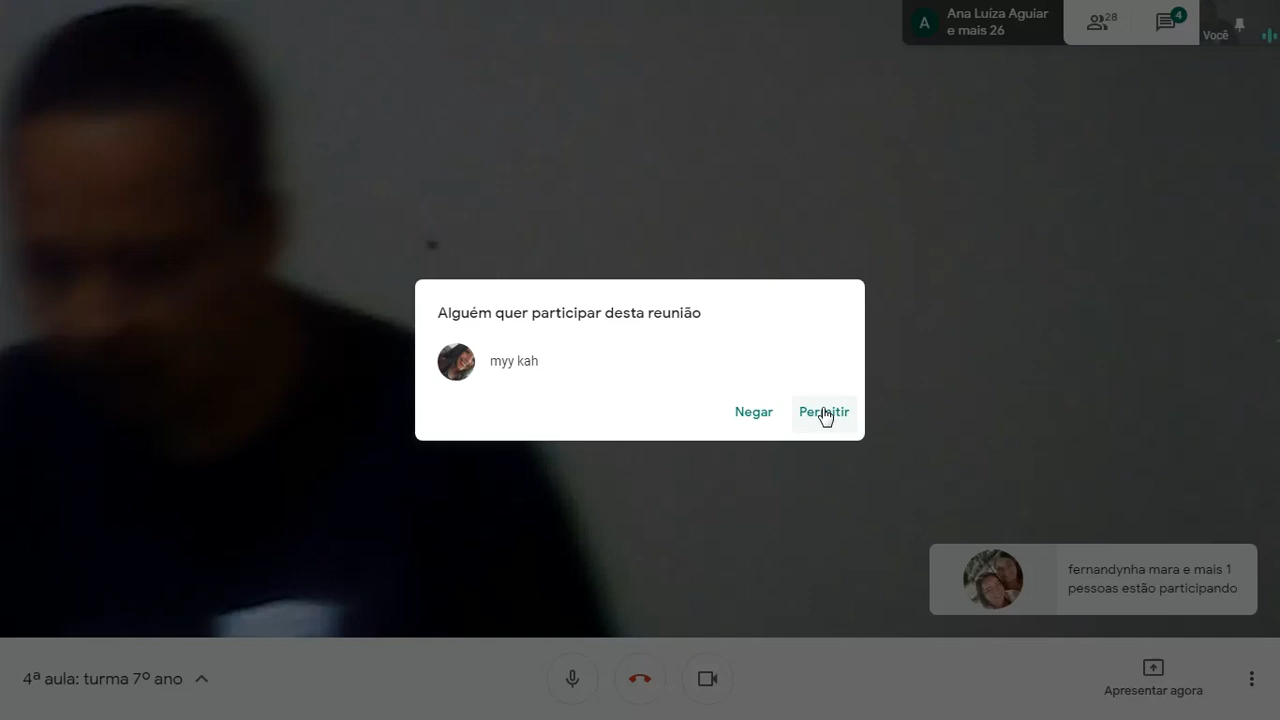 Ana Luíza Aguiar
e mais 26
A
28
4
Você
Alguém quer participar desta reunião
myy kah
Negar
Permitir
fernandynha mara e mais 1
pessoas estão participando
4ª aula: turma 7º ano
Apresentar agora